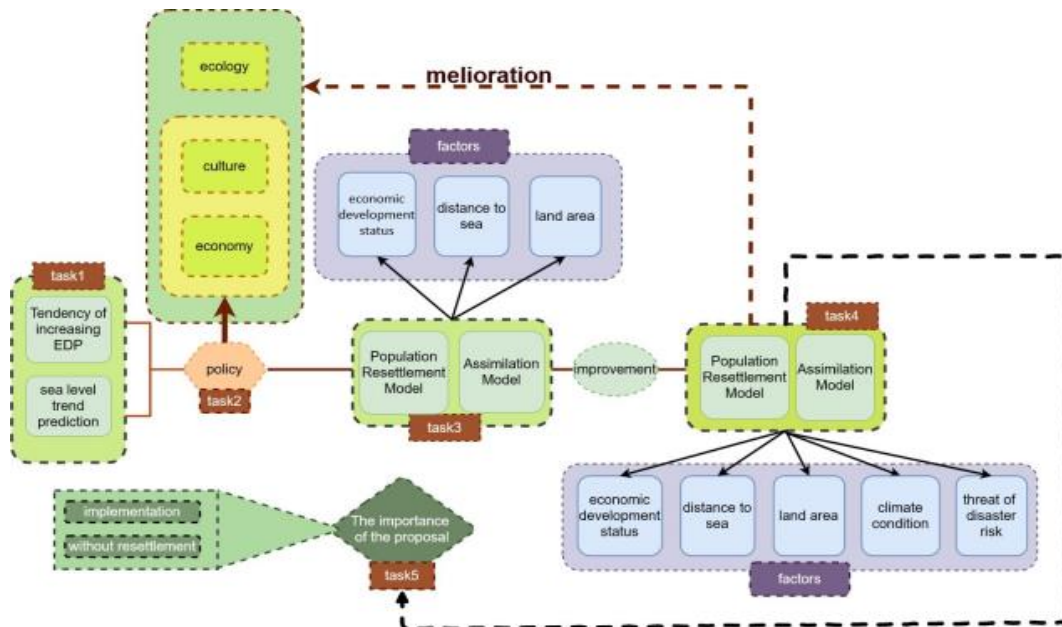 ecology
culture
economy
melioration
factors
economic
development
status
distance to
sea
land area
task1
Tendency of
increasing
EDP
sea level
trend
prediction
policy
task2
Population
Resettlement
Model
Assimilation
Model
task3
improvement
task4
Population
Resettlement
Model
Assimilation
Model
economic
development
status
distance to
sea
land area
climate
condition
threat of
disaster
risk
factors
implementation
without resettlement
The importance
of the proposal
task5